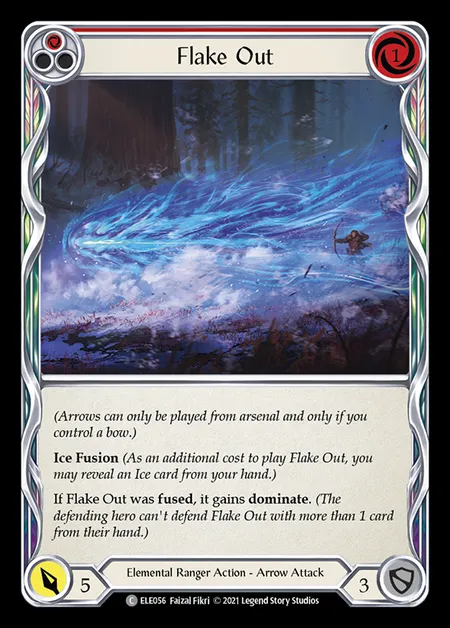 Flake Out
1
(Arrows can only be played from arsenal and only if you
control a bow.)
Ice Fusion (As an additional cost to play Flake Out, you
may reveal an Ice card from your hand.)
If Flake Out was fused, it gains dominate. (The
defending hero can't defend Flake Out with more than 1 card
from their hand.)
5
Elemental Ranger Action - Arrow Attack
3
C ELE056 Faizal Fikri © 2021 Legend Story Studios